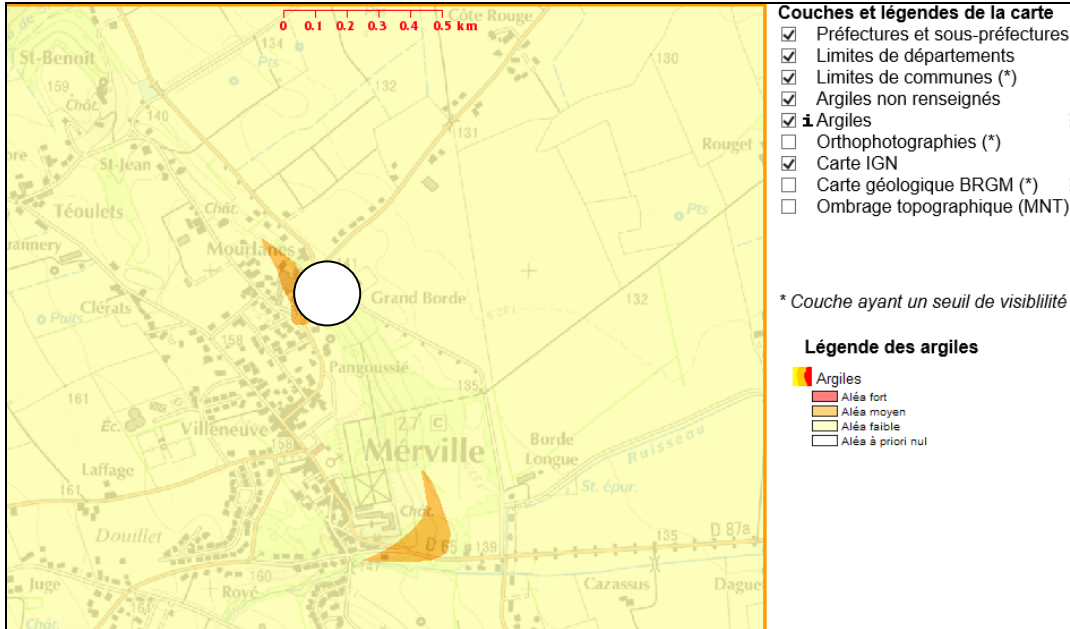 Côte Rouge
0 0.1 0.2 0.3 0.4 0.5 km
134
Pts
St-Benoit
130
159
132
Chât.
140
131
Rouget
St-Jean
Téoulets
Chât.
Pts
Mourlanes
141
Clérats
Grand Borde
132
Puits
158
Pangoussié
135
161
Éc.
Villeneuve
2,7 C
Mérville
Borde
Longue
158
Ruisseau
Laffage
161
St. épur.
Chât.
Douillet
D 65
139
135
D 87a
147
Juge
160
Rové
Cazassus
Dague
Chât.
Couches et légendes de la carte
Préfectures et sous-préfectures
Limites de départements
Limites de communes (*)
Argiles non renseignés
i Argiles
Orthophotographies (*)
Carte IGN
Carte géologique BRGM (*)
Ombrage topographique (MNT)
* Couche ayant un seuil de visiblilité
Légende des argiles
Argiles
Aléa fort
Aléa moyen
Aléa faible
Aléa à priori nul